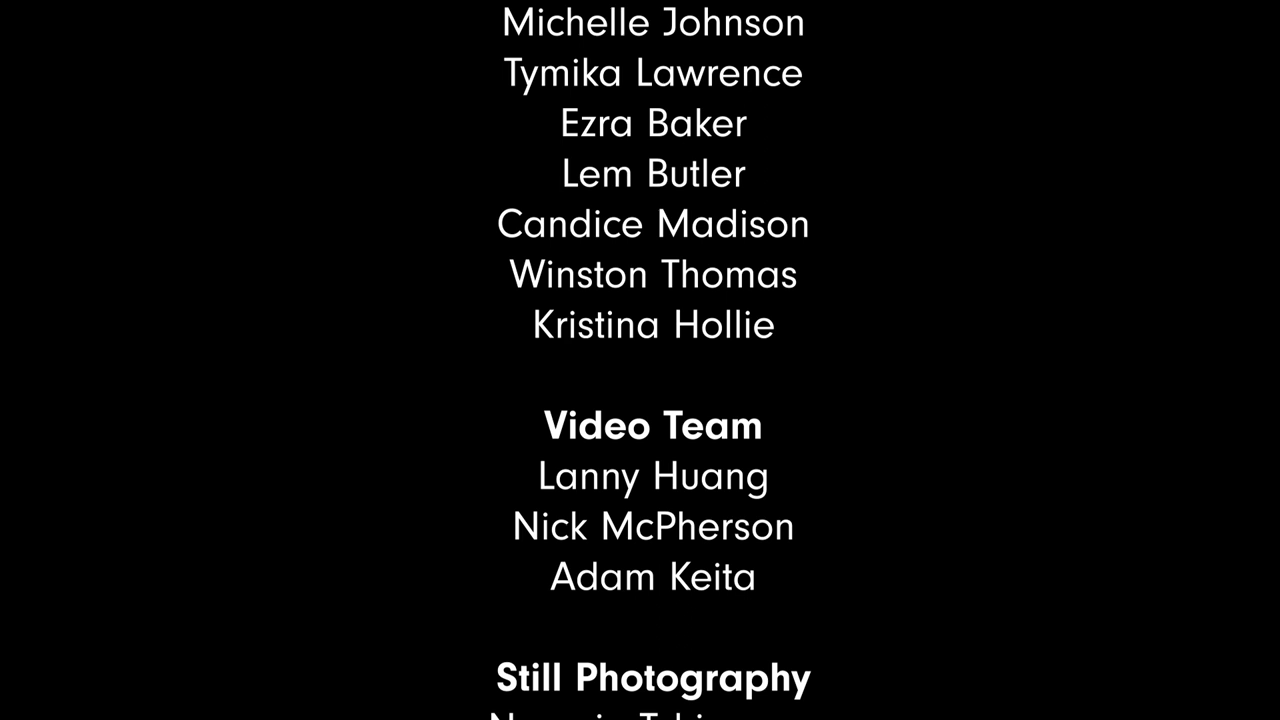 Michelle Johnson
Tymika Lawrence
Ezra Baker
Lem Butler
Candice Madison
Winston Thomas
Kristina Hollie
Video Team
Lanny Huang
Nick McPherson
Adam Keita
Still Photography